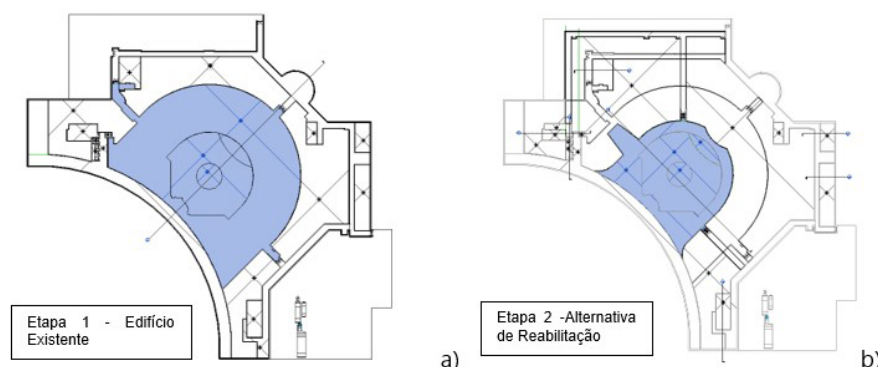 Etapa 1 - Edifício
Existente
a)
Etapa 2 -Alternativa
de Reabilitação
b)